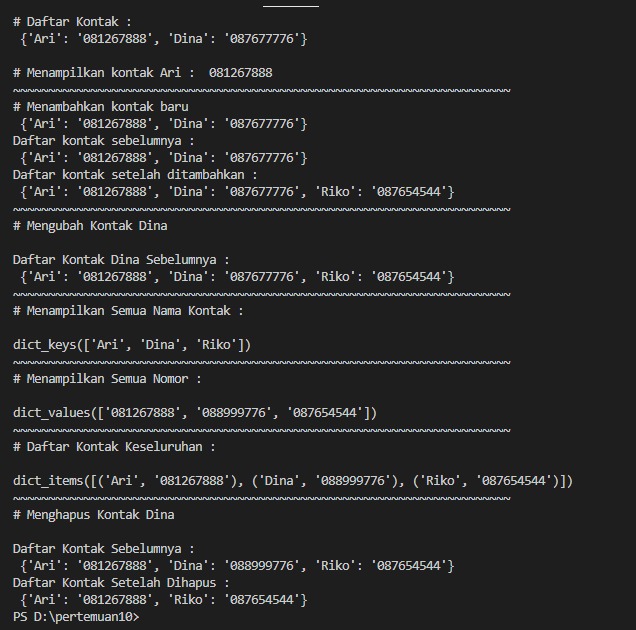 # Daftar Kontak :
 {'Ari': '081267888', 'Dina': '087677776'}
# Menampilkan kontak Ari :  081267888
~~~~~~~~~~~~~~~~~~~~~~~~~~~~~~~~~~~~~~~~~~~~~~~~~~~~~~~~~~~~~~~~~~~~~~~
# Menambahkan kontak baru
 {'Ari': '081267888', 'Dina': '087677776'}
Daftar kontak sebelumnya :
 {'Ari': '081267888', 'Dina': '087677776'}
Daftar kontak setelah ditambahkan :
 {'Ari': '081267888', 'Dina': '087677776', 'Riko': '087654544'}
~~~~~~~~~~~~~~~~~~~~~~~~~~~~~~~~~~~~~~~~~~~~~~~~~~~~~~~~~~~~~~~~~~~~~~~
# Mengubah Kontak Dina
Daftar Kontak Dina Sebelumnya :
 {'Ari': '081267888', 'Dina': '087677776', 'Riko': '087654544'}
~~~~~~~~~~~~~~~~~~~~~~~~~~~~~~~~~~~~~~~~~~~~~~~~~~~~~~~~~~~~~~~~~~~~~~~
# Menampilkan Semua Nama Kontak :
dict_keys(['Ari', 'Dina', 'Riko'])
~~~~~~~~~~~~~~~~~~~~~~~~~~~~~~~~~~~~~~~~~~~~~~~~~~~~~~~~~~~~~~~~~~~~~~~
# Menampilkan Semua Nomor :
dict_values(['081267888', '088999776', '087654544'])
~~~~~~~~~~~~~~~~~~~~~~~~~~~~~~~~~~~~~~~~~~~~~~~~~~~~~~~~~~~~~~~~~~~~~~~
# Daftar Kontak Keseluruhan :
dict_items([('Ari', '081267888'), ('Dina', '088999776'), ('Riko', '087654544')])
~~~~~~~~~~~~~~~~~~~~~~~~~~~~~~~~~~~~~~~~~~~~~~~~~~~~~~~~~~~~~~~~~~~~~~~
# Menghapus Kontak Dina
Daftar Kontak Sebelumnya :
 {'Ari': '081267888', 'Dina': '088999776', 'Riko': '087654544'}
Daftar Kontak Setelah Dihapus :
 {'Ari': '081267888', 'Riko': '087654544'}
PS D:\pertemuan10>